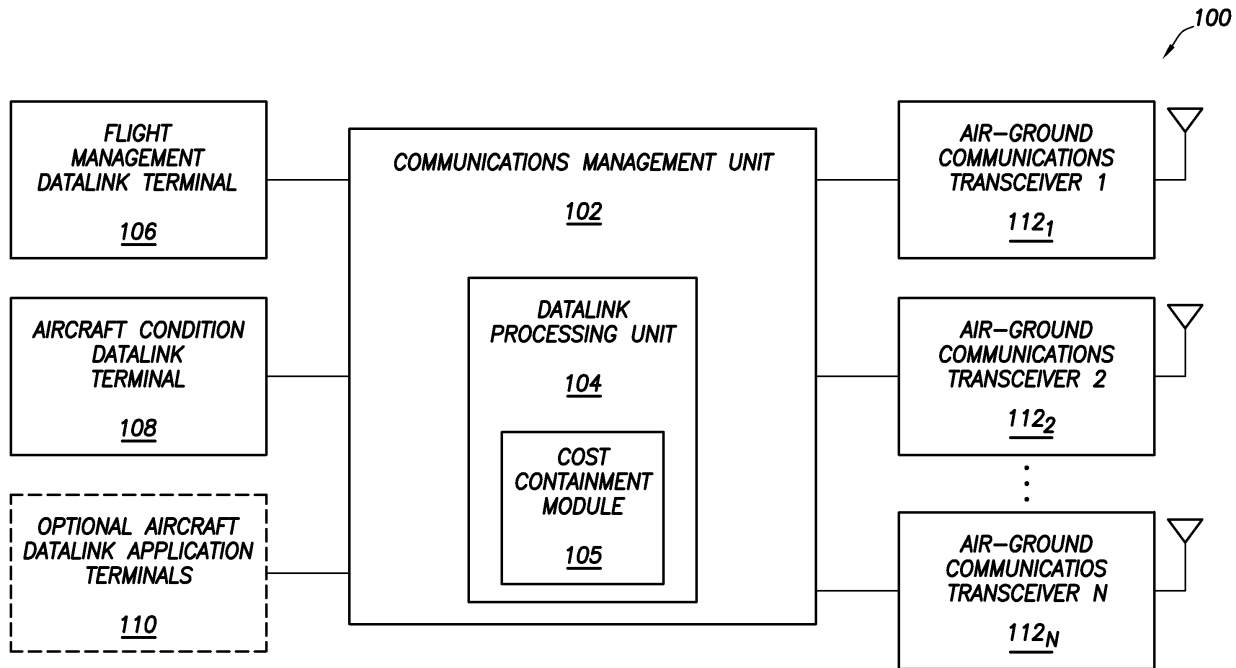 100
FLIGHT
MANAGEMENT
DATALINK TERMINAL
106
AIRCRAFT CONDITION
DATALINK
TERMINAL
108
OPTIONAL AIRCRAFT
DATALINK APPLICATION
TERMINALS
110
COMMUNICATIONS MANAGEMENT UNIT
102
DATALINK
PROCESSING UNIT
104
COST
CONTAINMENT
MODULE
105
AIR-GROUND
COMMUNICATIONS
TRANSCEIVER 1
112₁
AIR-GROUND
COMMUNICATIONS
TRANSCEIVER 2
112₂
AIR-GROUND
COMMUNICATIOS
TRANSCEIVER N
112N